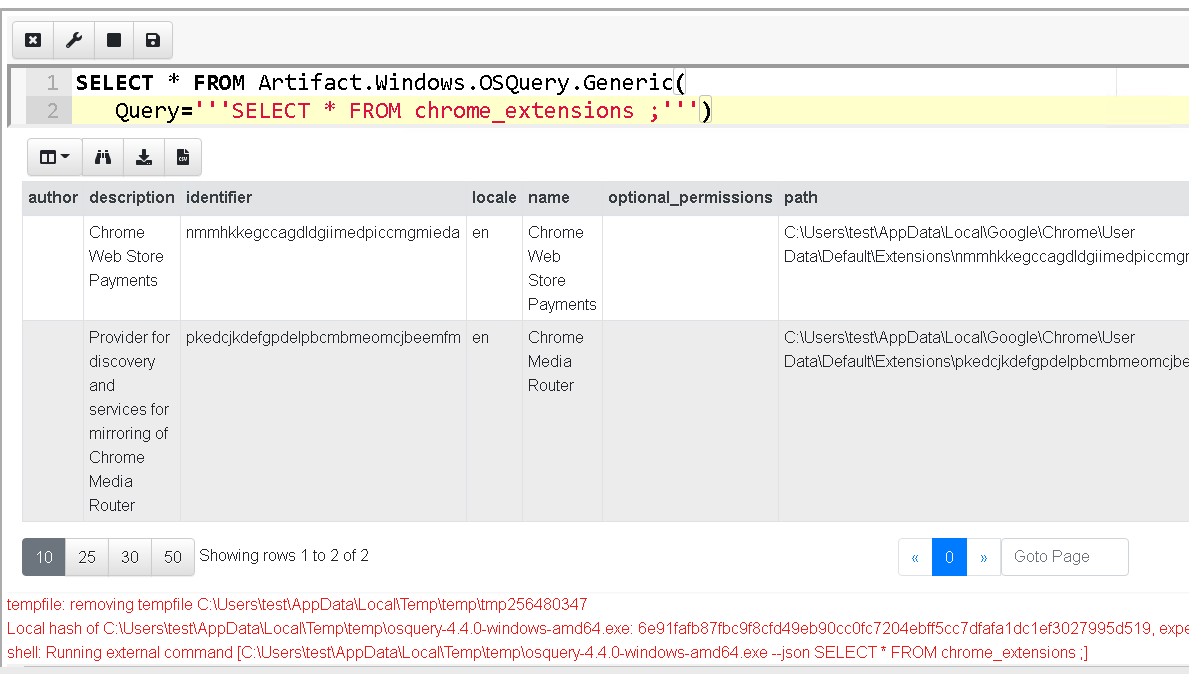 1 SELECT * FROM Artifact.Windows.OSQuery.Generic(
2 Query='''SELECT * FROM chrome_extensions ;''')
author description identifier locale name optional_permissions path
Chrome Web Store Payments nmmhkkegccagdldgiimedpiccmgmieda en Chrome Web Store Payments C:\Users\test\AppData\Local\Google\Chrome\User Data\Default\Extensions\nmmhkkegccagdldgiimedpiccmgr
Provider for discovery and services for mirroring of Chrome Media Router pkedcjkdefgpdelpbcmbmeomcjbeemfm en Chrome Media Router C:\Users\test\AppData\Local\Google\Chrome\User Data\Default\Extensions\pkedcjkdefgpdelpbcmbmeomcjbe
10 25 30 50 Showing rows 1 to 2 of 2 « 0 » Goto Page
tempfile: removing tempfile C:\Users\test\AppData\Local\Temp\temp\tmp256480347
Local hash of C:\Users\test\AppData\Local\Temp\temp\osquery-4.4.0-windows-amd64.exe: 6e91fafb87fbc9f8cfd49eb90cc0fc7204ebff5cc7dfafa1dc1ef3027995d519, expe
shell: Running external command [C:\Users\test\AppData\Local\Temp\temp\osquery-4.4.0-windows-amd64.exe --json SELECT * FROM chrome_extensions ;]